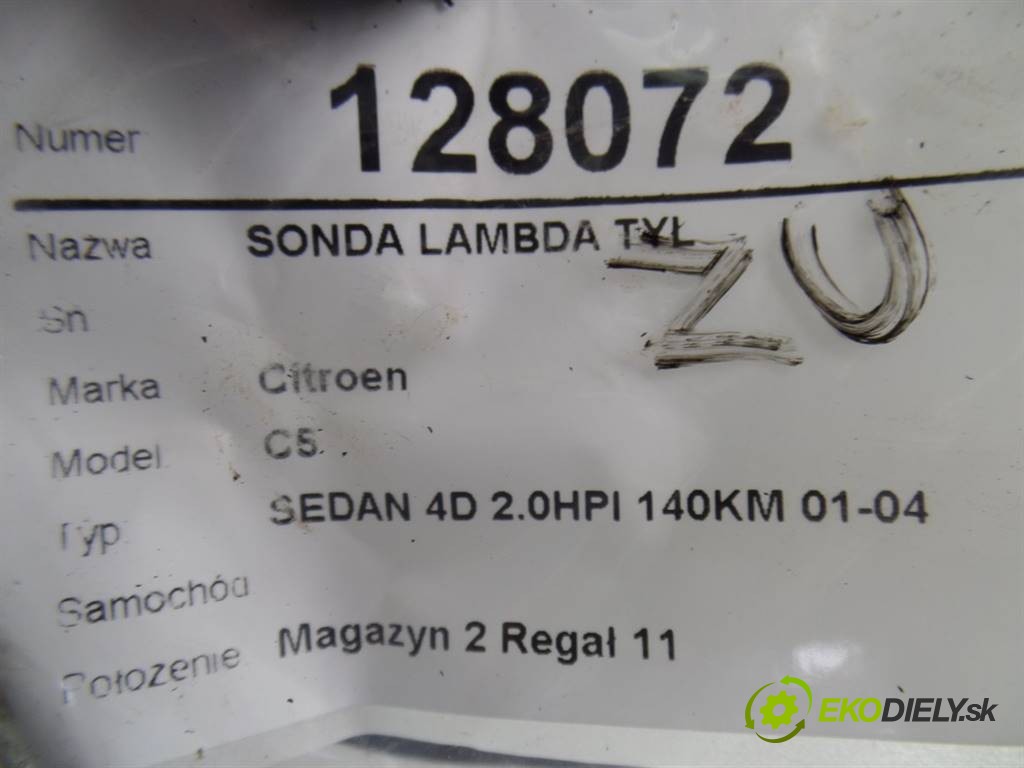 Numer 128072
Nazwa SONDA LAMBDA TYŁ
ZU
Sn
Marka Citroen
Model C5
Typ SEDAN 4D 2.0HPI 140KM 01-04
Samochód
Położenie Magazyn 2 Regał 11
EKODIELY.sk